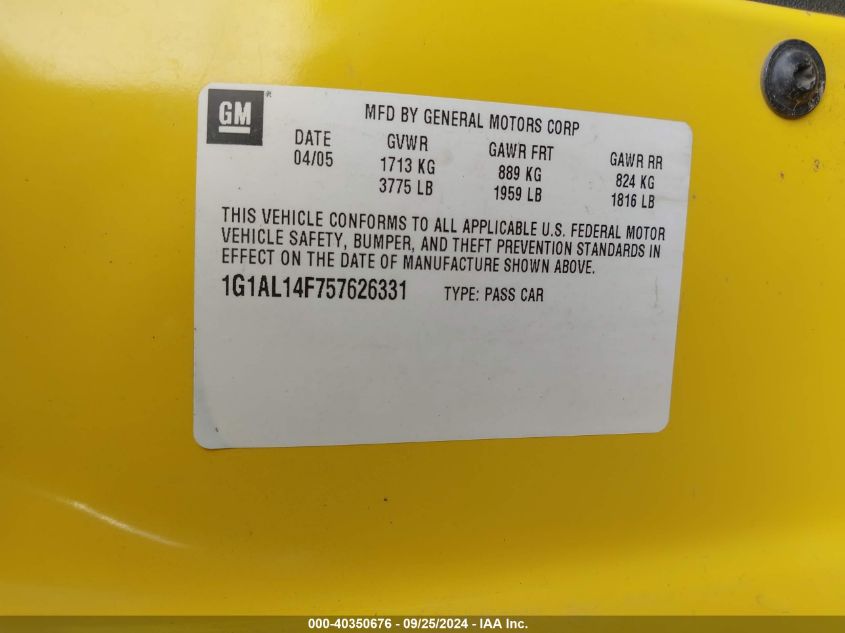 GM
MFD BY GENERAL MOTORS CORP
DATE GVWR GAWR FRT GAWR RR
04/05 1713 KG 889 KG 824 KG
3775 LB 1959 LB 1816 LB
THIS VEHICLE CONFORMS TO ALL APPLICABLE U.S. FEDERAL MOTOR
VEHICLE SAFETY, BUMPER, AND THEFT PREVENTION STANDARDS IN
EFFECT ON THE DATE OF MANUFACTURE SHOWN ABOVE.
1G1AL14F757626331 TYPE: PASS CAR
000-40350676 - 09/25/2024 - IAA Inc.